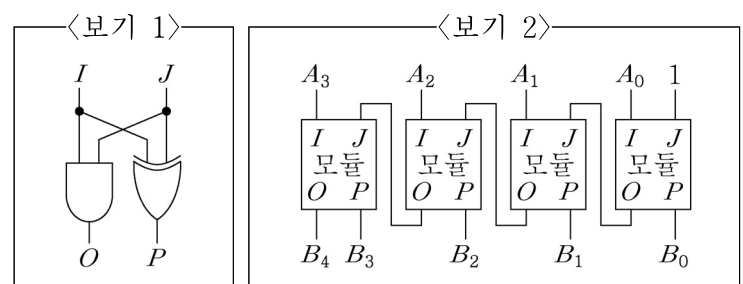 〈보기 1〉
I J
O P
〈보기 2〉
A₃ A₂ A₁ A₀ 1
I J I J I J I J
모듈 모듈 모듈 모듈
O P O P O P O P
B₄ B₃ B₂ B₁ B₀